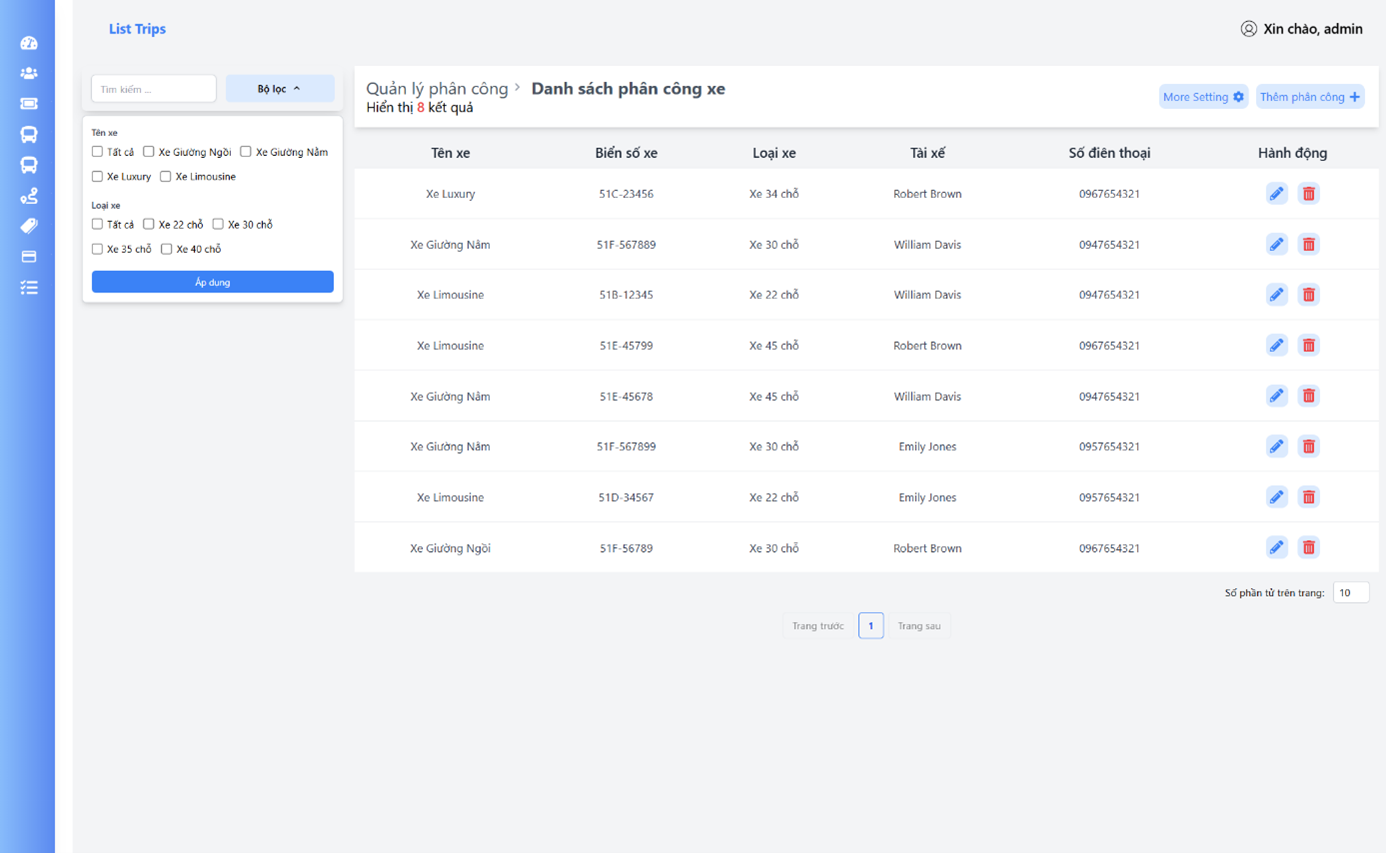 List Trips
Xin chào, admin
Tìm kiếm ...
Bộ lọc
Tên xe
Tất cả Xe Giường Ngồi Xe Giường Nằm
Xe Luxury Xe Limousine
Loại xe
Tất cả Xe 22 chỗ Xe 30 chỗ
Xe 35 chỗ Xe 40 chỗ
Áp dung
Quản lý phân công > Danh sách phân công xe
Hiển thị 8 kết quả
More Setting
Thêm phân công
Tên xe Biển số xe Loại xe Tài xế Số điên thoại Hành động
Xe Luxury 51C-23456 Xe 34 chỗ Robert Brown 0967654321
Xe Giường Nằm 51F-567889 Xe 30 chỗ William Davis 0947654321
Xe Limousine 51B-12345 Xe 22 chỗ William Davis 0947654321
Xe Limousine 51E-45799 Xe 45 chỗ Robert Brown 0967654321
Xe Giường Nằm 51E-45678 Xe 45 chỗ William Davis 0947654321
Xe Giường Nằm 51F-567899 Xe 30 chỗ Emily Jones 0957654321
Xe Limousine 51D-34567 Xe 22 chỗ Emily Jones 0957654321
Xe Giường Ngồi 51F-56789 Xe 30 chỗ Robert Brown 0967654321
Số phần tử trên trang: 10
Trang trước 1 Trang sau